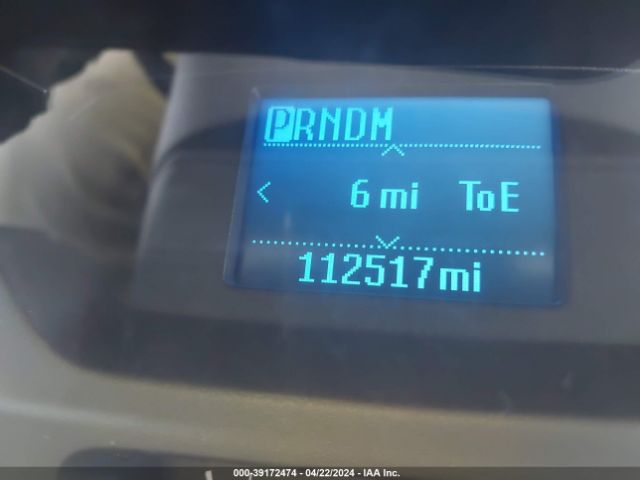 PRNDM
6 mi ToE
112517mi
000-39172474 - 04/22/2024 - IAA Inc.